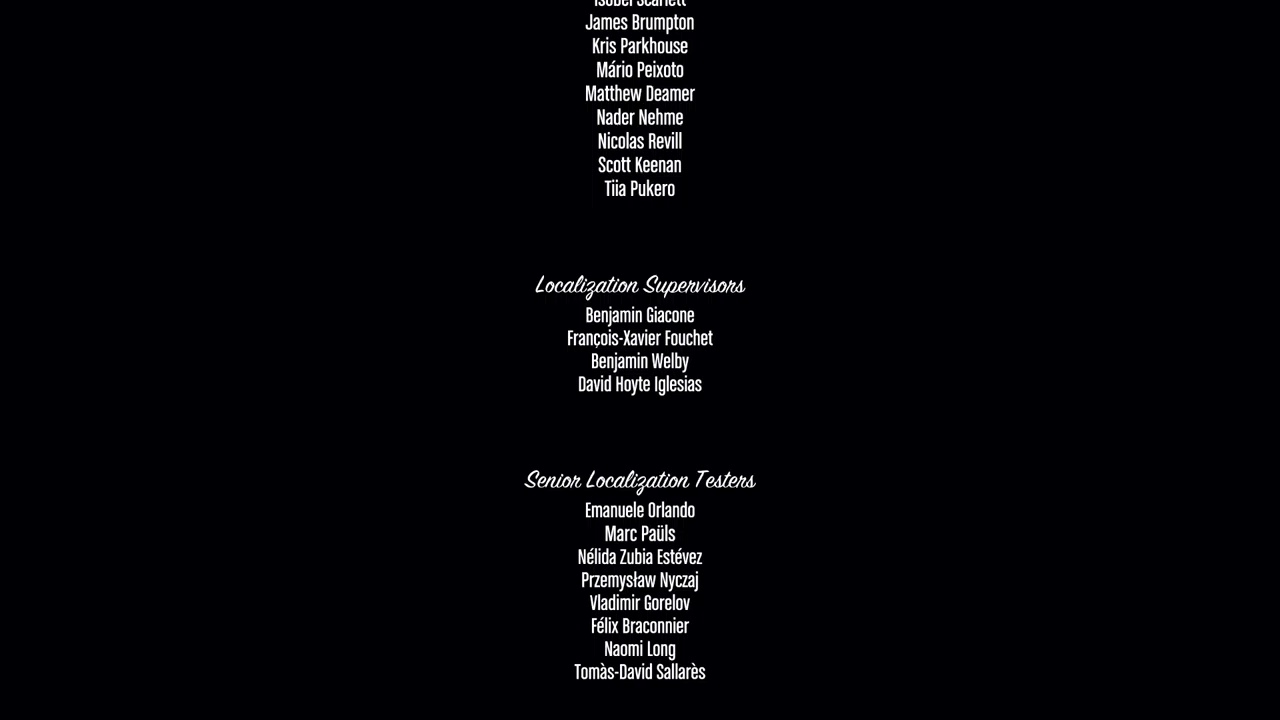 Isobel Scarlett
James Brumpton
Kris Parkhouse
Mário Peixoto
Matthew Deamer
Nader Nehme
Nicolas Revill
Scott Keenan
Tiia Pukero
Localization Supervisors
Benjamin Giacone
François-Xavier Fouchet
Benjamin Welby
David Hoyte Iglesias
Senior Localization Testers
Emanuele Orlando
Marc Paüls
Nélida Zubia Estévez
Przemysław Nyczaj
Vladimir Gorelov
Félix Braconnier
Naomi Long
Tomàs-David Sallarès